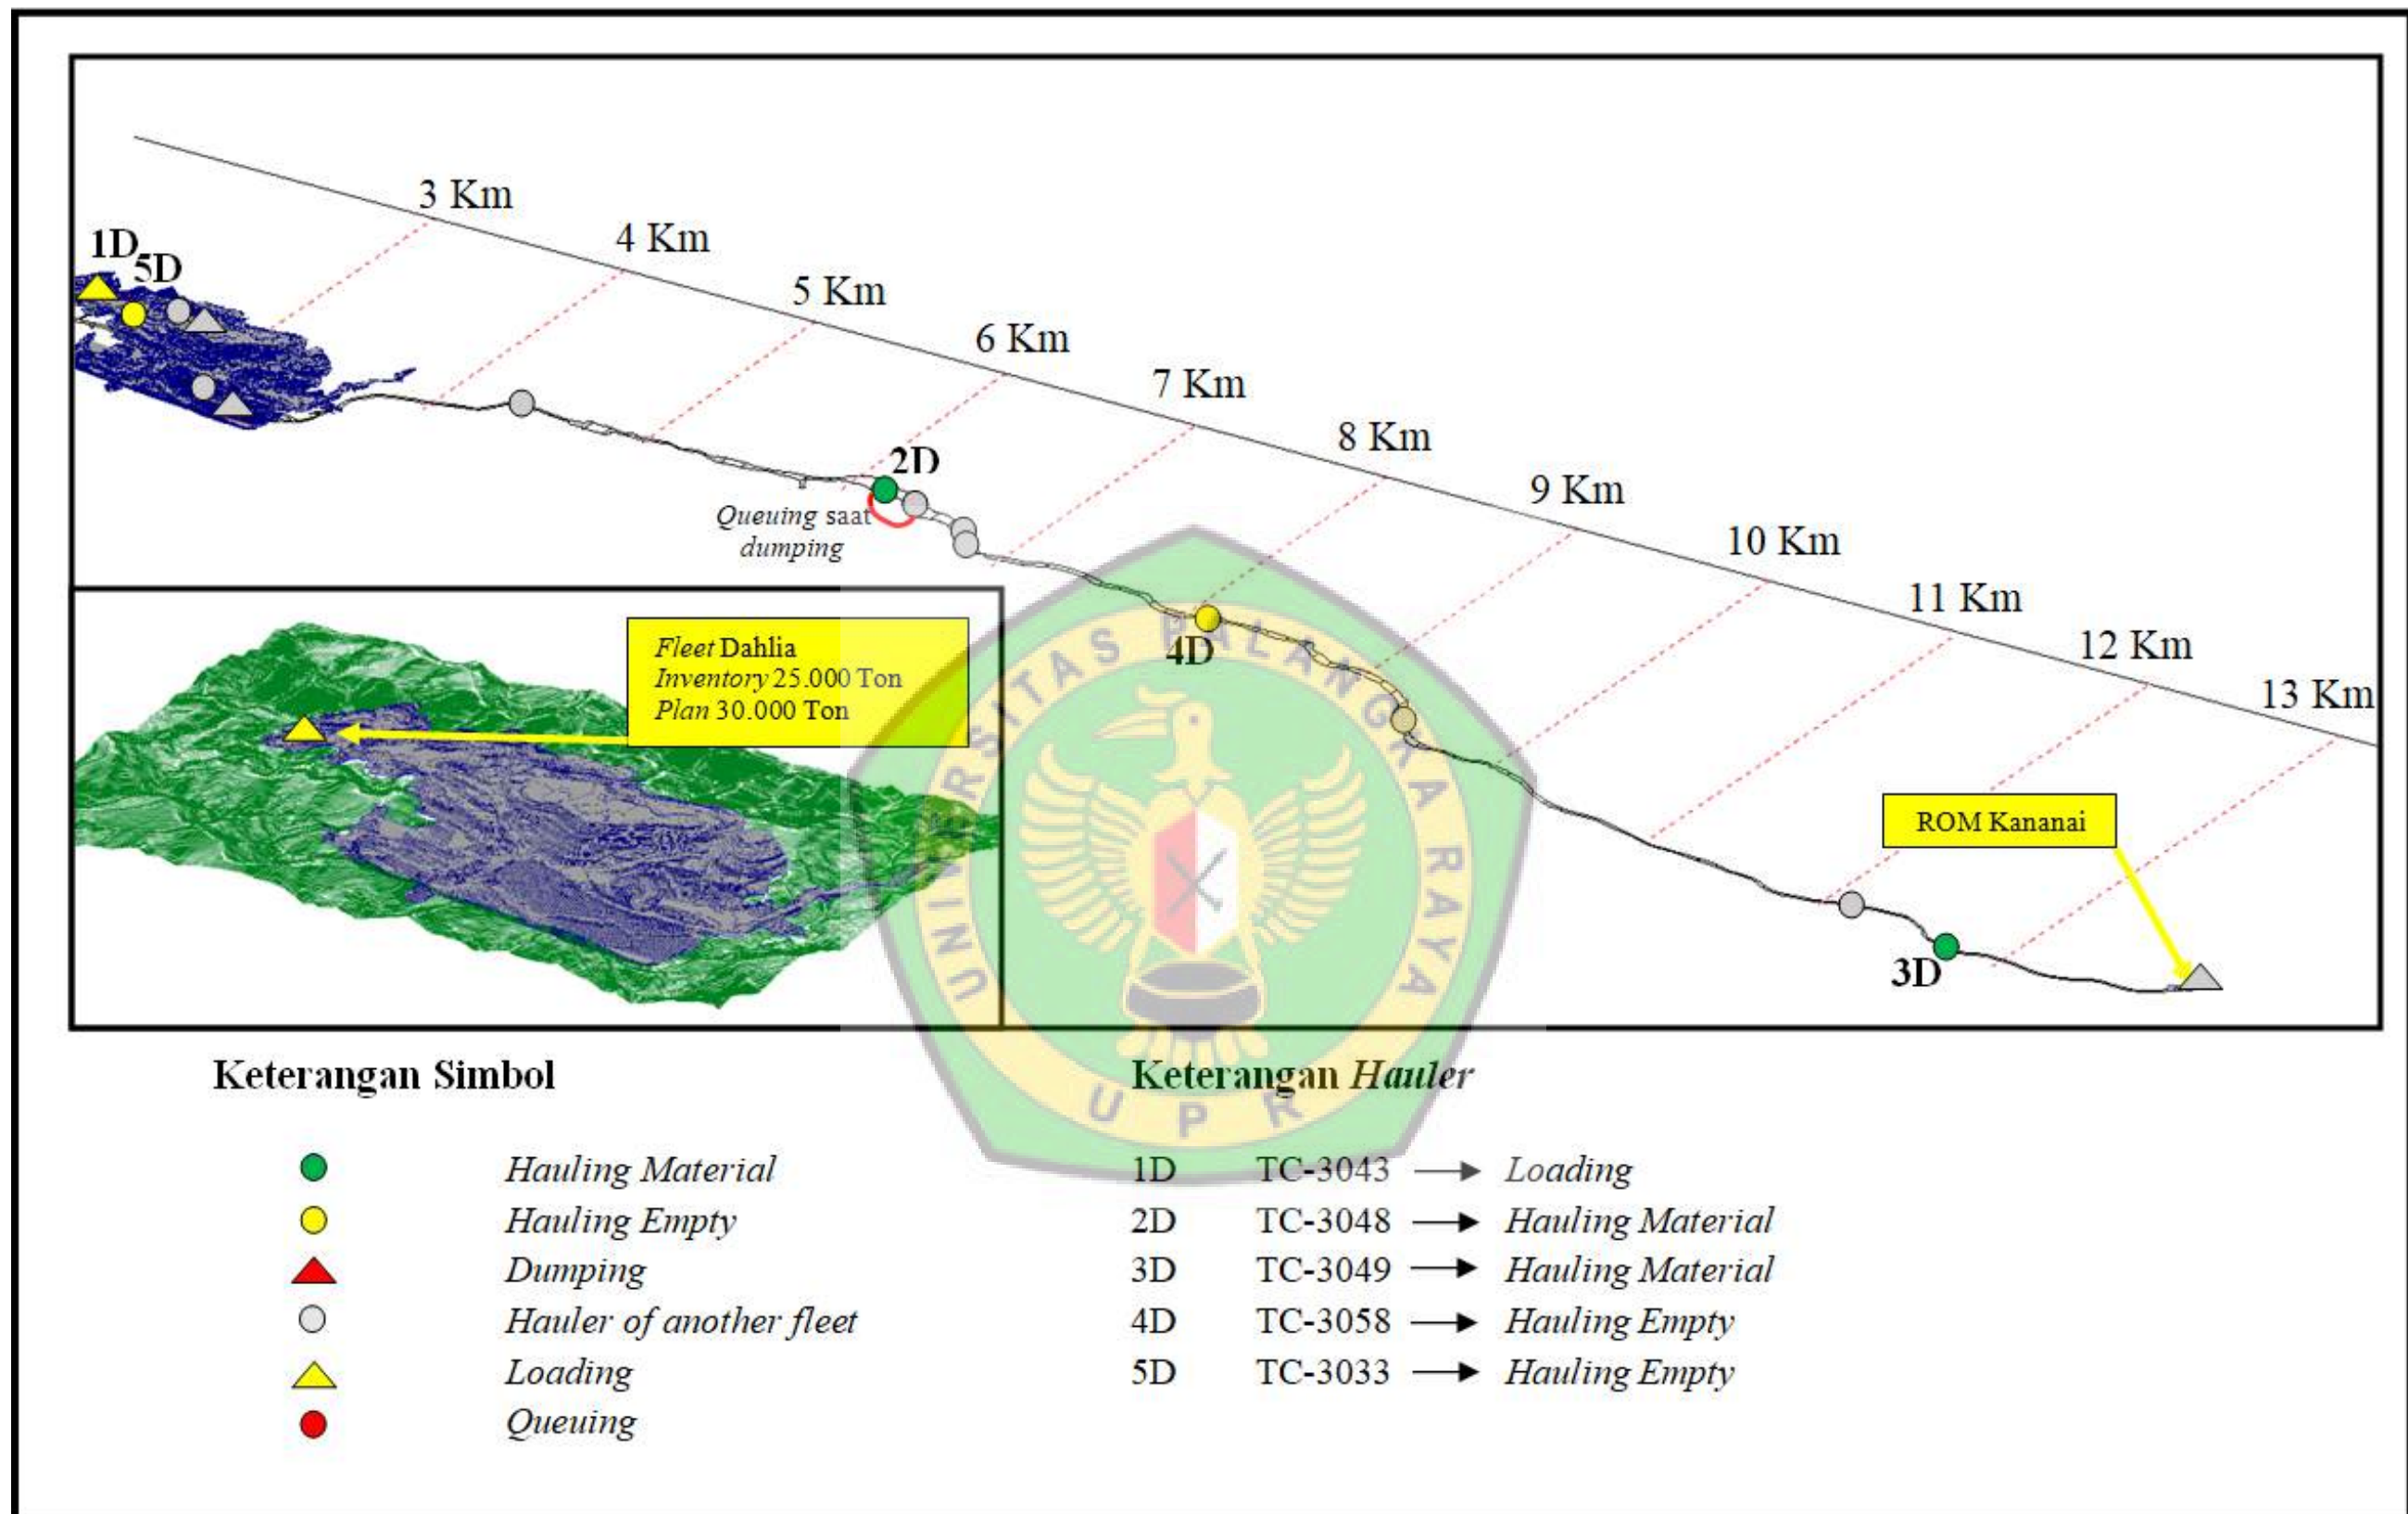 3 Km
4 Km
5 Km
6 Km
7 Km
8 Km
9 Km
10 Km
11 Km
12 Km
13 Km
1D
5D
2D
Queuing saat
dumping
4D
3D
ROM Kananai
Fleet Dahlia
Inventory 25.000 Ton
Plan 30.000 Ton
UNIVERSITAS PALANGKA RAYA
UPR
Keterangan Simbol
Hauling Material
Hauling Empty
Dumping
Hauler of another fleet
Loading
Queuing
Keterangan Hauler
1D TC-3043 → Loading
2D TC-3048 → Hauling Material
3D TC-3049 → Hauling Material
4D TC-3058 → Hauling Empty
5D TC-3033 → Hauling Empty